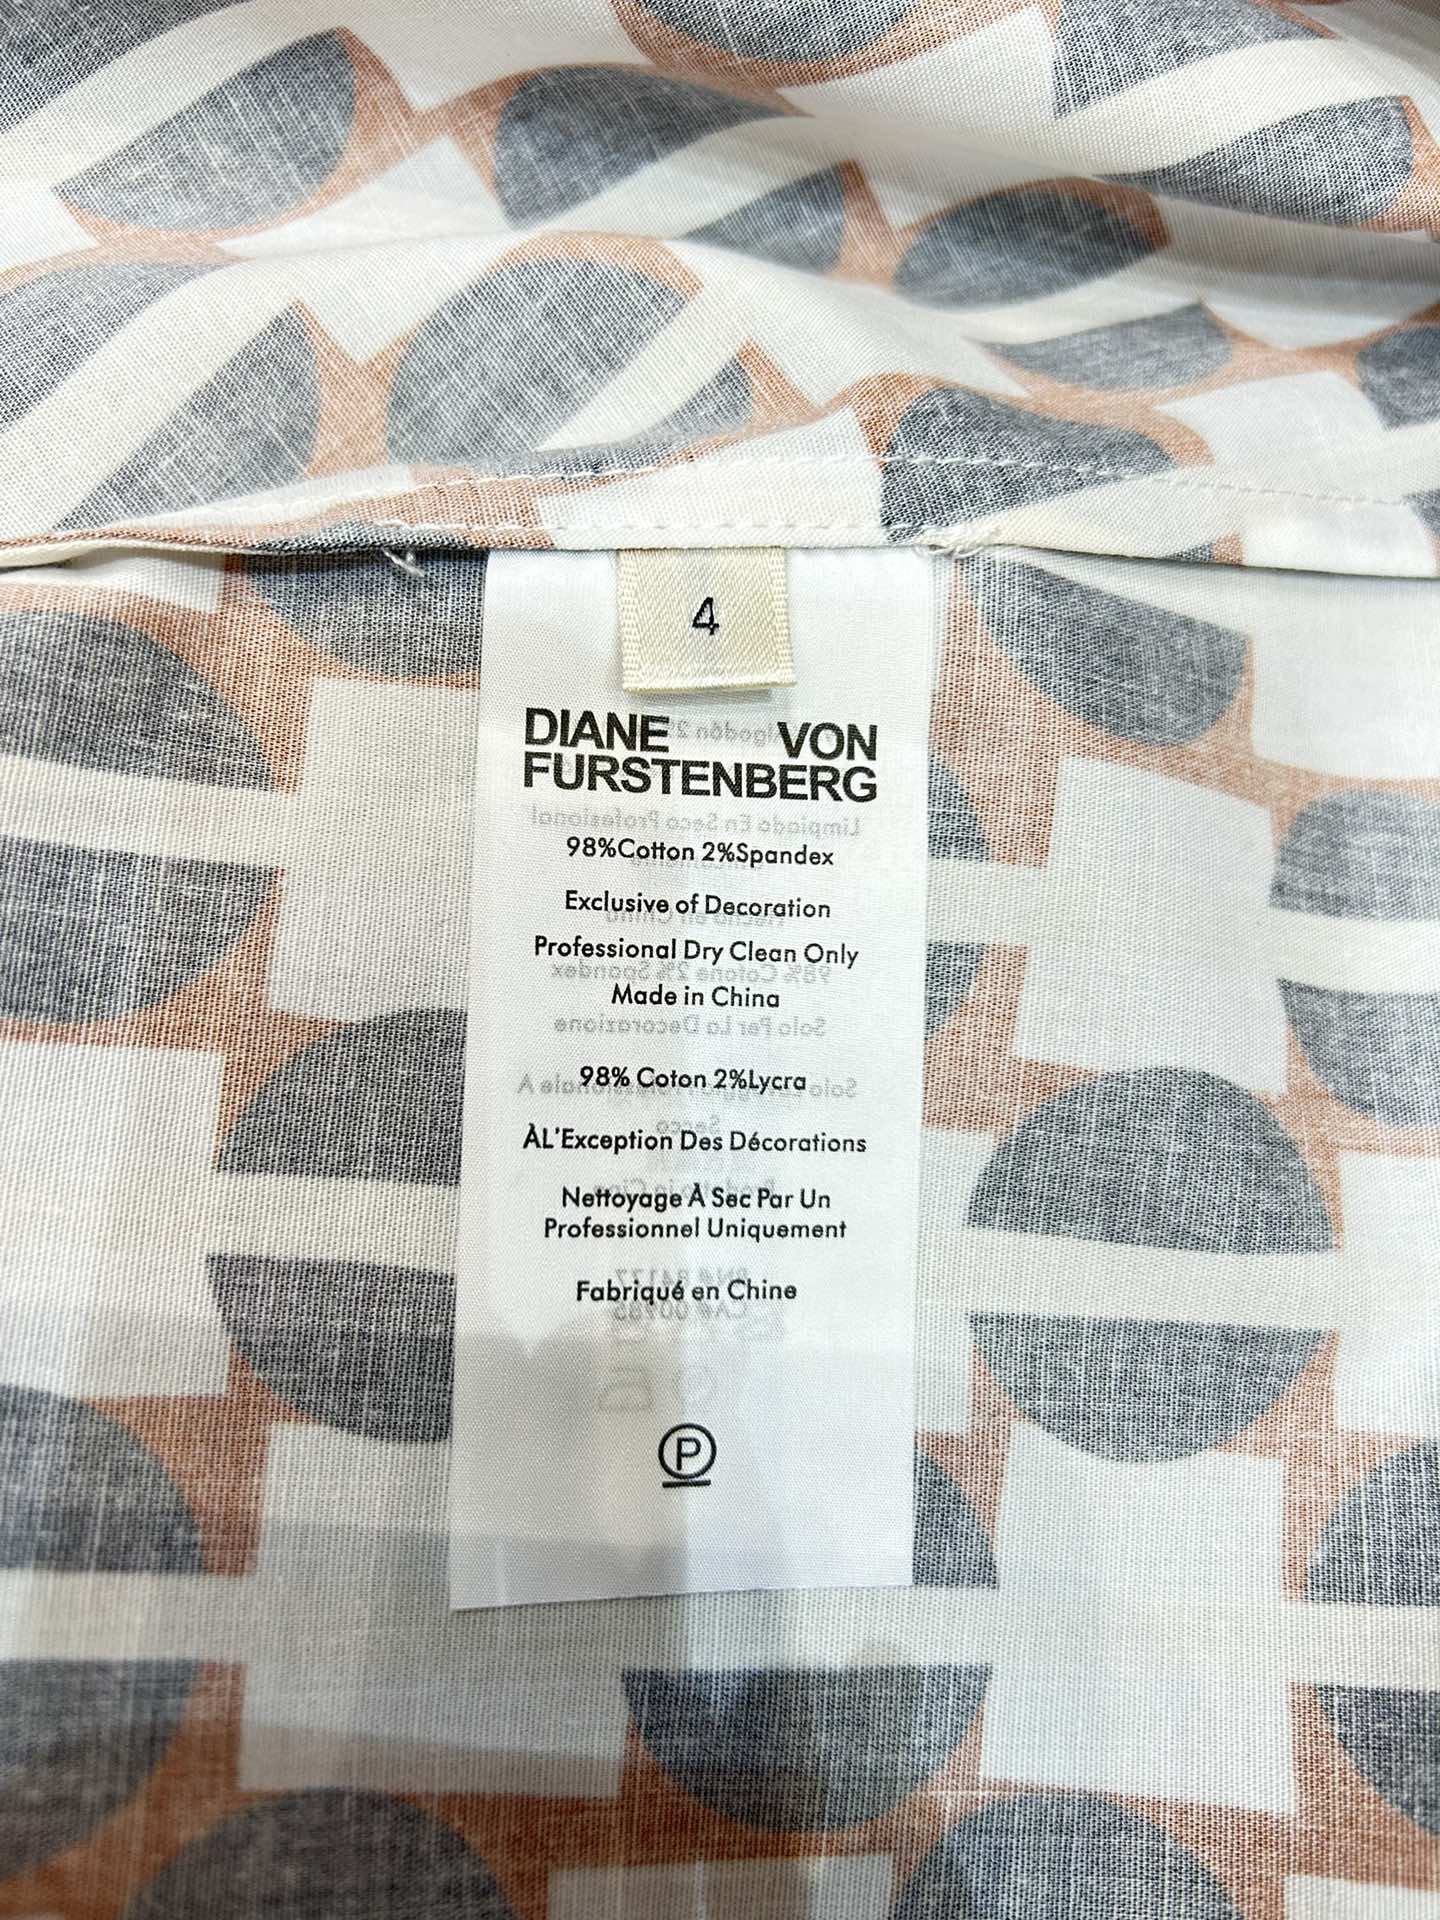 4
DIANE VON
FURSTENBERG
98%Cotton 2%Spandex
Exclusive of Decoration
Professional Dry Clean Only
Made in China
98% Coton 2%Lycra
ÀL'Exception Des Décorations
Nettoyage À Sec Par Un
Professionnel Uniquement
Fabriqué en Chine
P